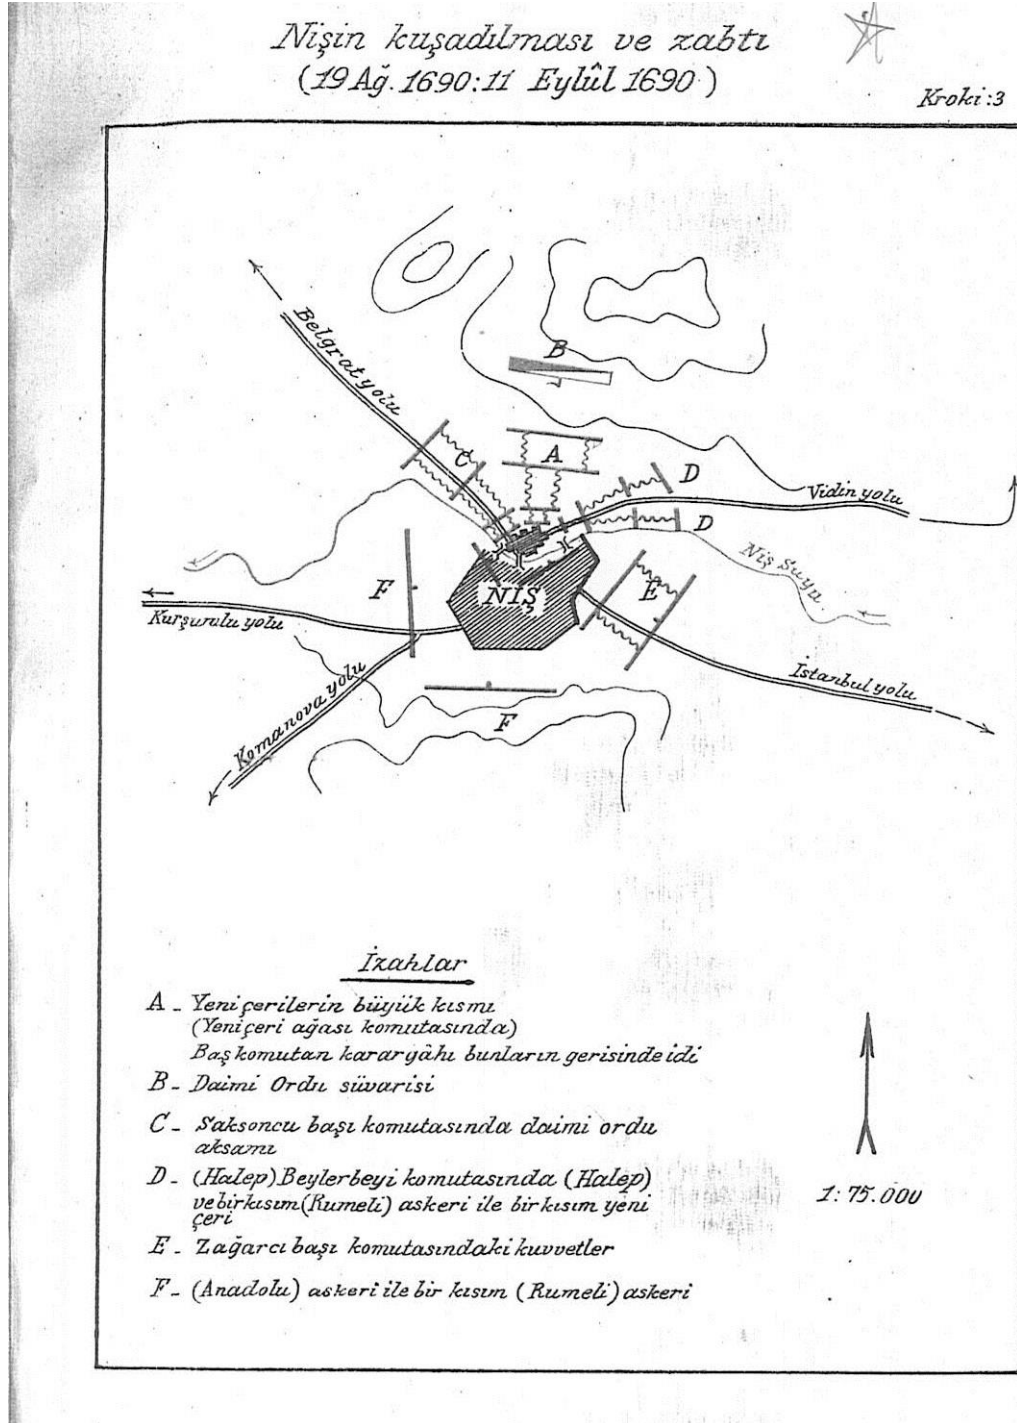 Nişin kuşadılması ve zabtı
(19 Ağ. 1690:11 Eylûl 1690)
Kroki:3
Belgrat yolu
B
A
C
D
Vidin yolu
D
Niş Suyu
F
NİŞ
E
Kurşurulu yolu
İstanbul yolu
Komanova yolu
F
İzahlar
A - Yeniçerilerin büyük kısmı
(Yeniçeri ağası komutasında)
Başkomutan karargâhı bunların gerisinde idi
B - Daimi Ordu süvarisi
C - Saksoncu başı komutasında daimi ordu
aksamı
D - (Halep) Beylerbeyi komutasında (Halep)
ve bir kısım (Rumeli) askeri ile bir kısım yeni
çeri
E - Zağarcı başı komutasındaki kuvvetler
F - (Anadolu) askeri ile bir kısım (Rumeli) askeri
1: 75.000